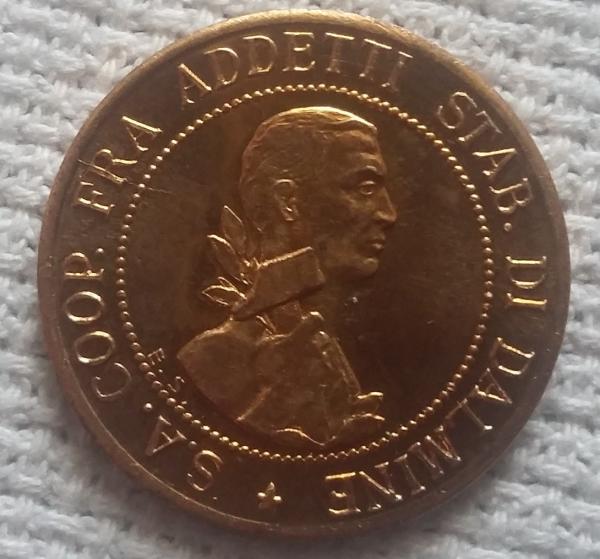 S.A. COOP. FRA ADDETTI STAB. DI DALMINE
E.S.